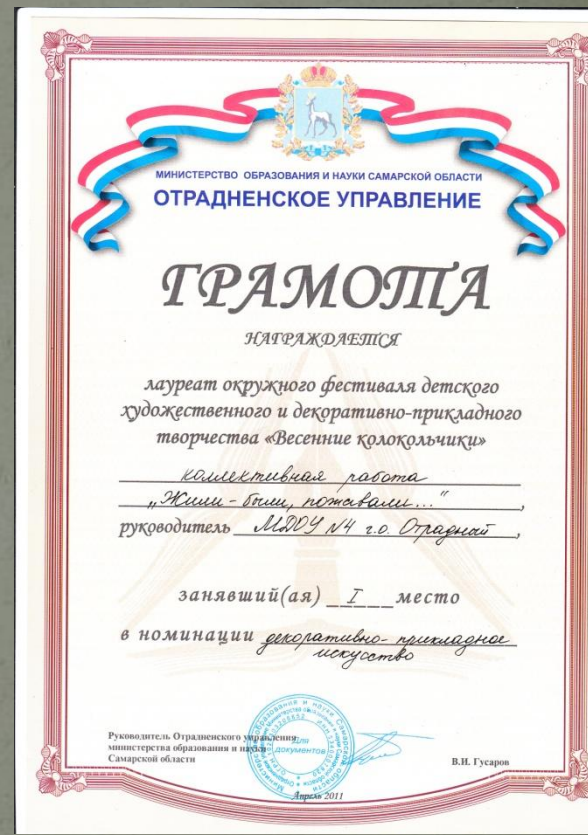 МИНИСТЕРСТВО ОБРАЗОВАНИЯ И НАУКИ САМАРСКОЙ ОБЛАСТИ
ОТРАДНЕНСКОЕ УПРАВЛЕНИЕ
ГРАМОТА
НАГРАЖДАЕТСЯ
лауреат окружного фестиваля детского
художественного и декоративно-прикладного
творчества «Весенние колокольчики»
коллективная работа
„Жили-были, поживали...",
руководитель МДОУ №4 г.о. Отрадный,
занявший(ая) I место
в номинации декоративно-прикладное
искусство
Руководитель Отрадненского управления
министерства образования и науки
Самарской области
Для
документов
В.И. Гусаров
Апрель 2011